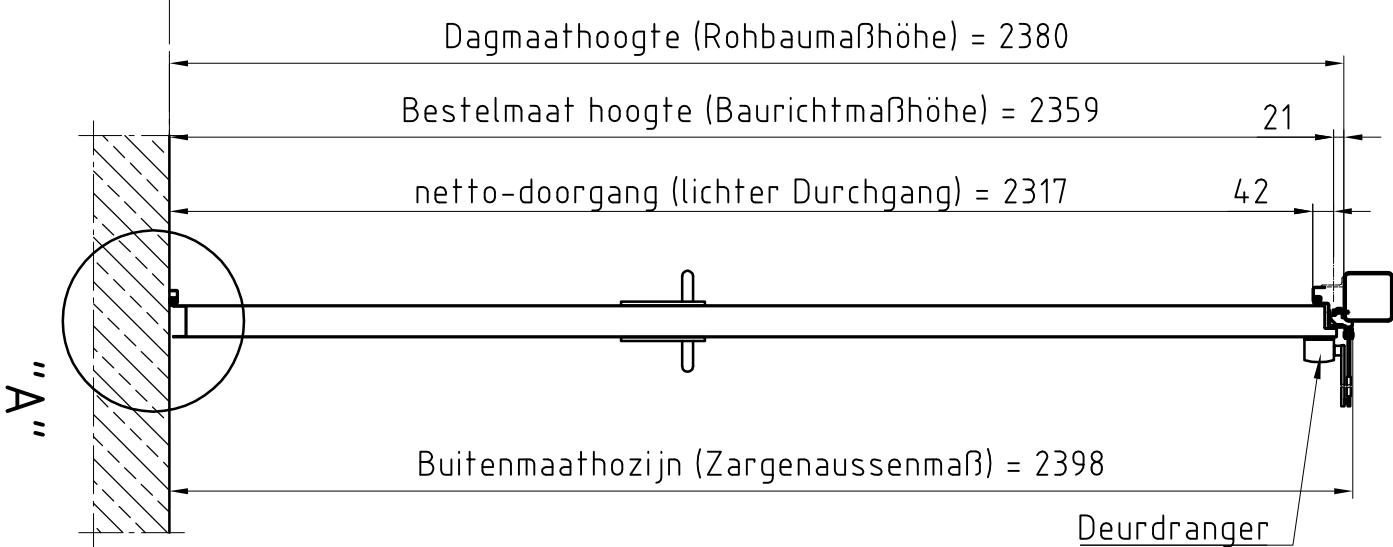 Dagmaathoogte (Rohbaumaßhöhe) = 2380
Bestelmaat hoogte (Baurichtmaßhöhe) = 2359
21
netto-doorgang (lichter Durchgang) = 2317
42
"A"
Buitenmaathozijn (Zargenaussenmaß) = 2398
Deurdranger